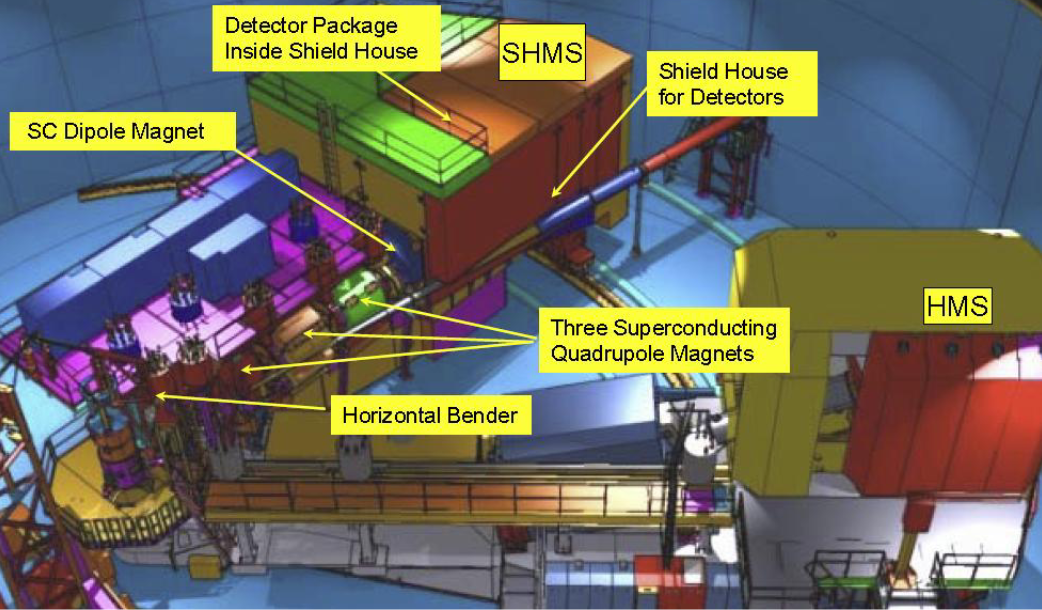 Detector Package
Inside Shield House
SHMS
Shield House
for Detectors
SC Dipole Magnet
HMS
Three Superconducting
Quadrupole Magnets
Horizontal Bender